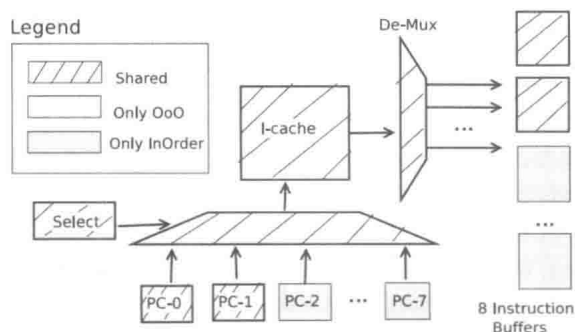 Legend
Shared
Only OoO
Only InOrder
De-Mux
I-cache
...
Select
...
PC-0
PC-1
PC-2
...
PC-7
8 Instruction
Buffers